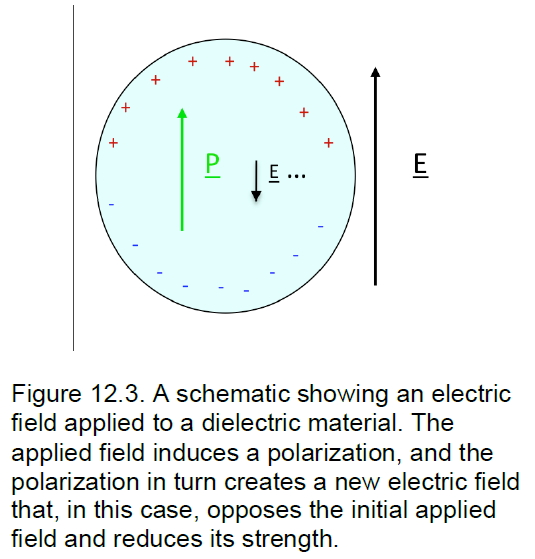 P
E ...
E
Figure 12.3. A schematic showing an electric
field applied to a dielectric material. The
applied field induces a polarization, and the
polarization in turn creates a new electric field
that, in this case, opposes the initial applied
field and reduces its strength.